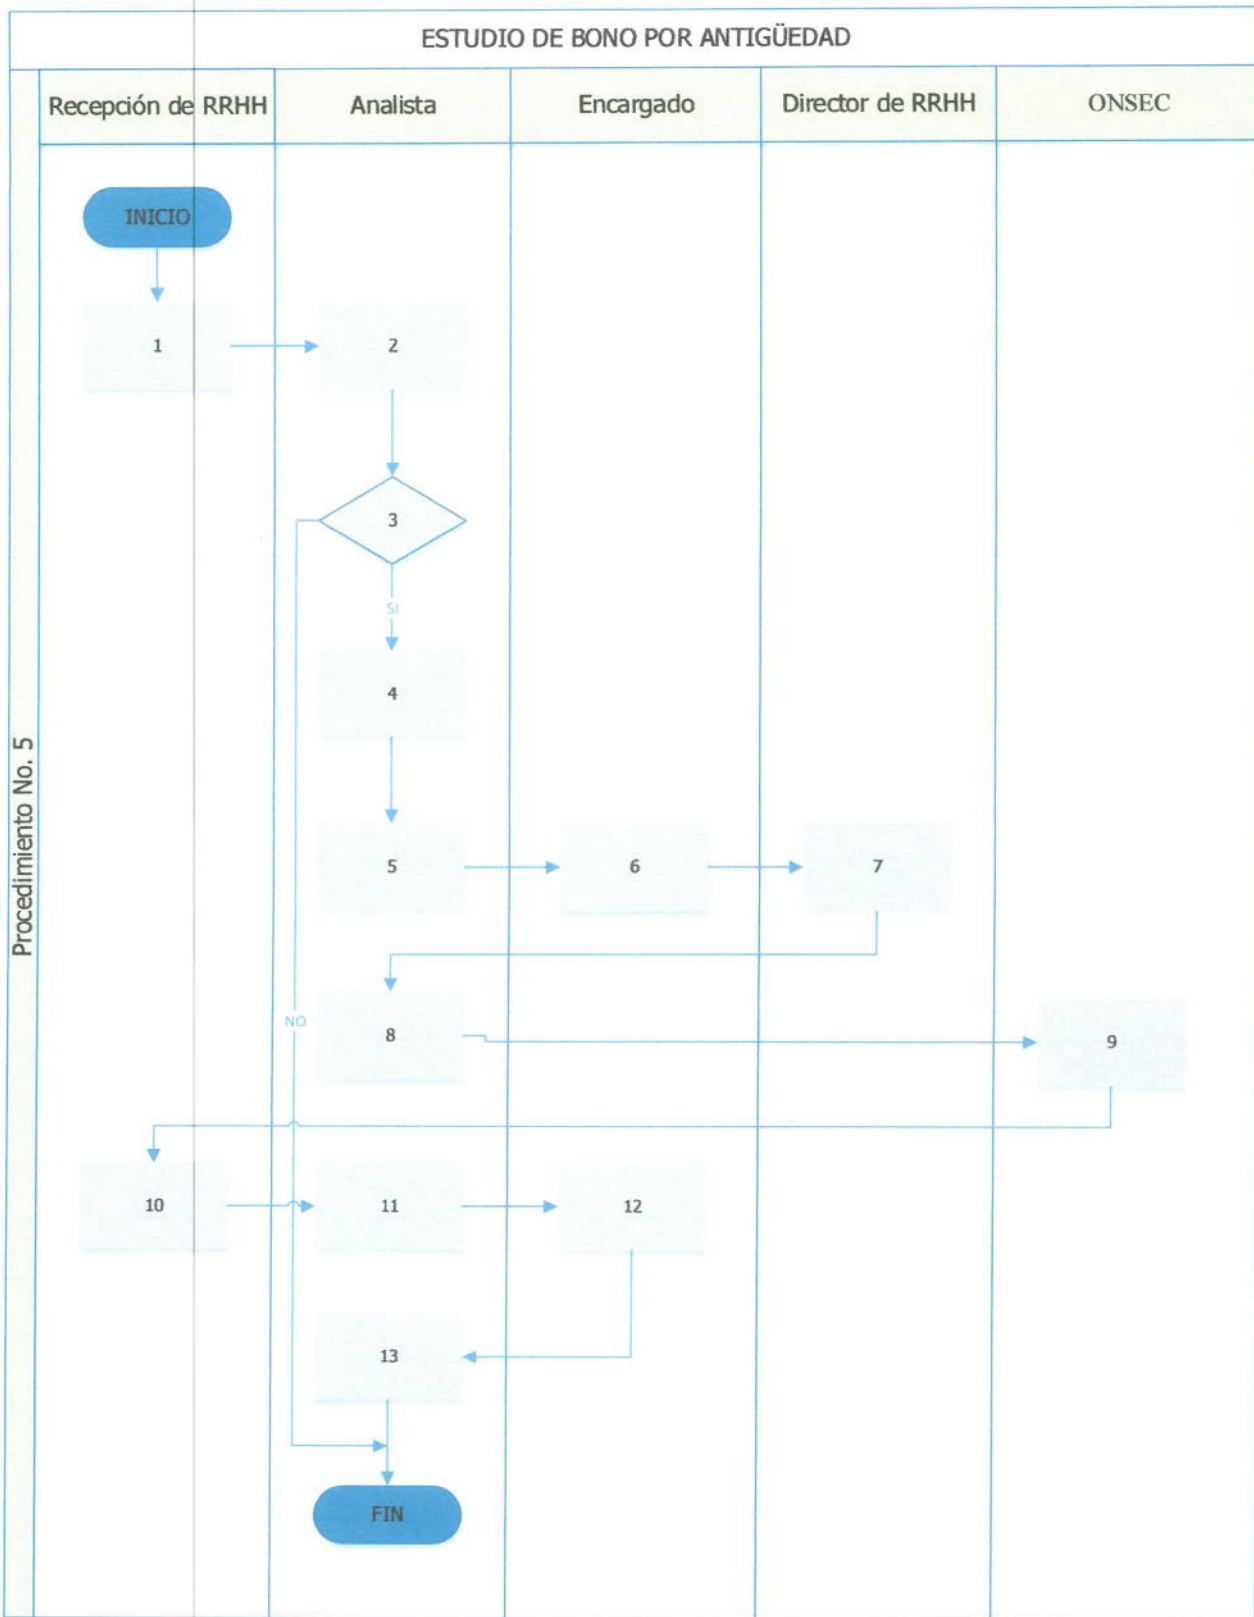 ESTUDIO DE BONO POR ANTIGÜEDAD
Procedimiento No. 5
Recepción de RRHH
Analista
Encargado
Director de RRHH
ONSEC
INICIO
1
2
3
SI
4
5
6
7
NO
8
9
10
11
12
13
FIN